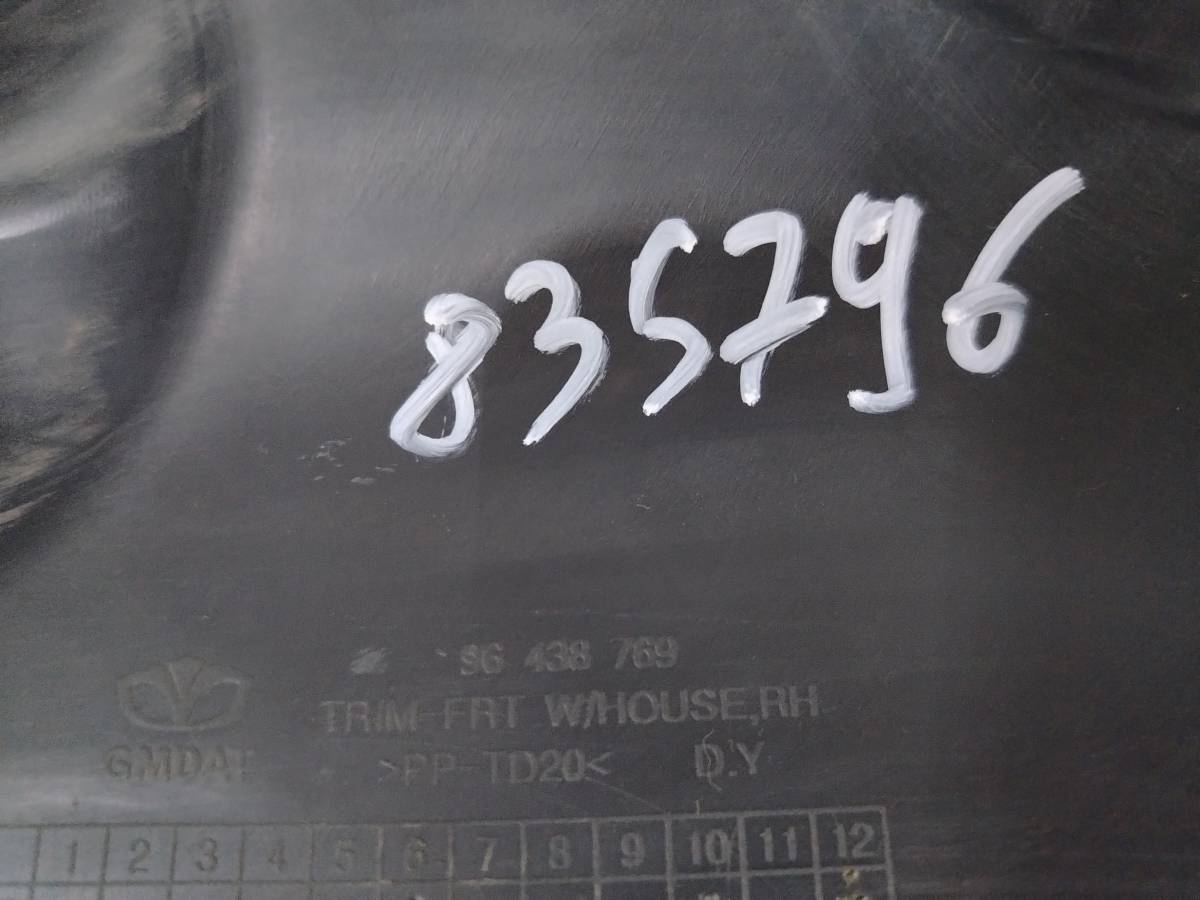 835796
96 438 769
TRIM-FRT W/HOUSE,RH
GMDAT >PP-TD20< D.Y
1 2 3 4 5 6 7 8 9 10 11 12